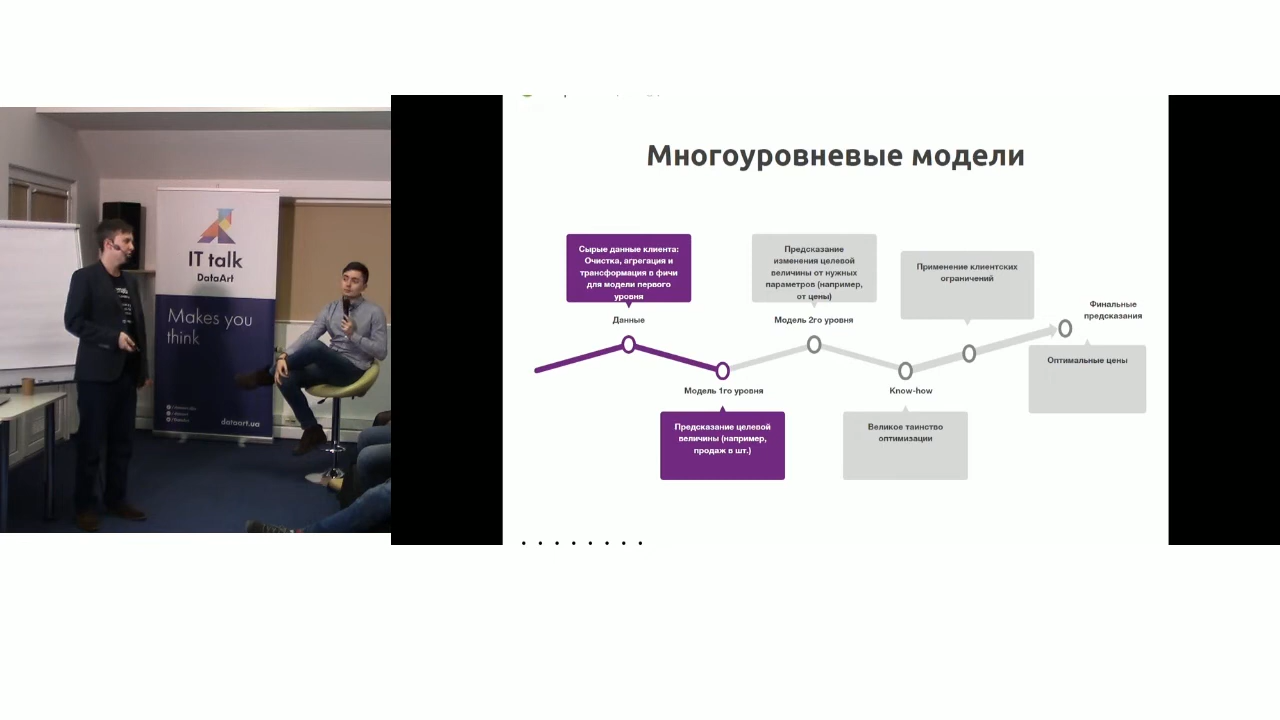 IT talk
DataArt
Makes you
think
dataart.ua
Многоуровневые модели
Сырые данные клиента:
Очистка, агрегация и
трансформация в фичи
для модели первого
уровня
Данные
Модель 1го уровня
Предсказание целевой
величины (например,
продаж в шт.)
Предсказание
изменения целевой
величины от нужных
параметров (например,
от цены)
Модель 2го уровня
Know-how
Великое таинство
оптимизации
Применение клиентских
ограничений
Финальные
предсказания
Оптимальные цены